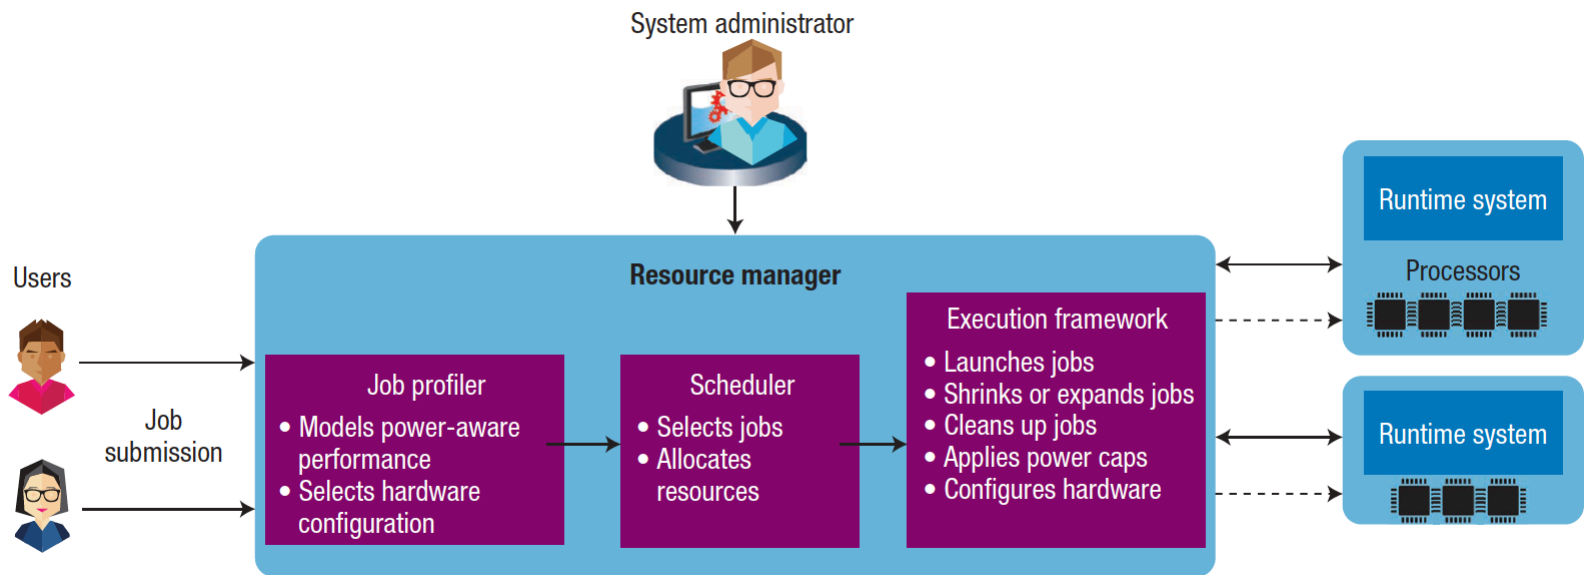 System administrator
Users
Job
submission
Resource manager
Job profiler
• Models power-aware
performance
• Selects hardware
configuration
Scheduler
• Selects jobs
• Allocates
resources
Execution framework
• Launches jobs
• Shrinks or expands jobs
• Cleans up jobs
• Applies power caps
• Configures hardware
Runtime system
Processors
Runtime system